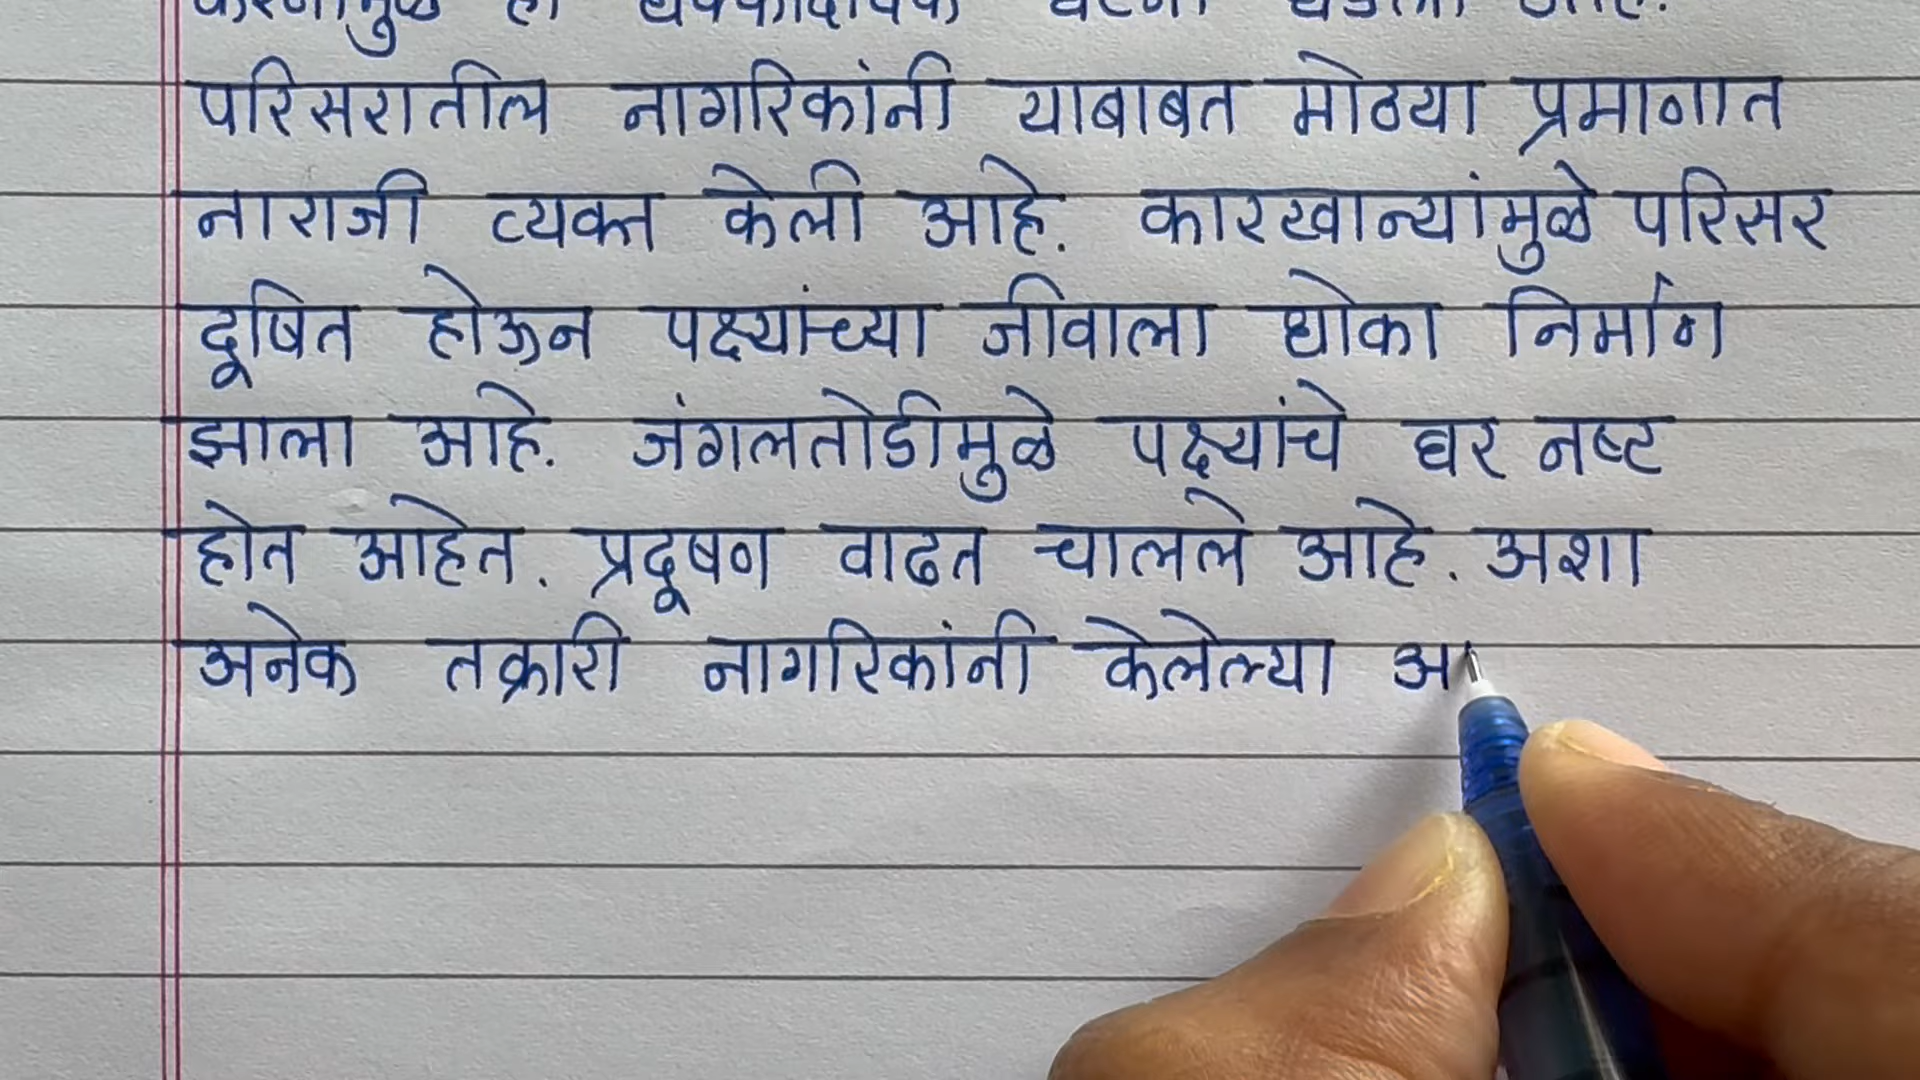 परिसरातील नागरिकांनी याबाबत मोठया प्रमाणात
नाराजी व्यक्त केली आहे. कारखान्यांमुळे परिसर
दूषित होऊन पक्ष्यांच्या जीवाला धोका निर्माण
झाला आहे. जंगलतोडीमुळे पक्ष्यांचे घर नष्ट
होत आहेत. प्रदूषण वाढत चालले आहे. अशा
अनेक तक्रारी नागरिकांनी केलेल्या